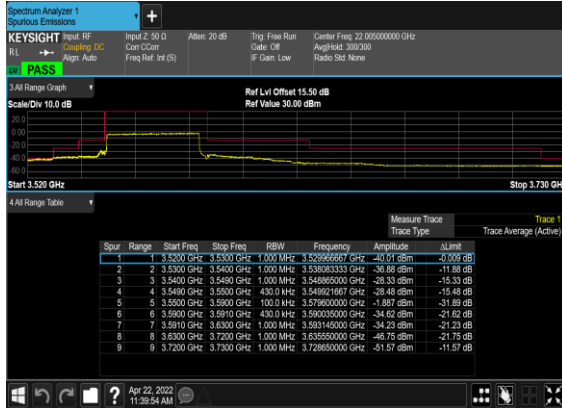 Spectrum Analyzer 1
Spurious Emissions
+
KEYSIGHT Input: RF Input Z: 50 Ω Atten: 20 dB Trig: Free Run Center Freq: 22.005000000 GHz
RL Coupling: DC Corr CCorr Gate: Off Avg|Hold: 300/300
Align: Auto Freq Ref: Int (S) IF Gain: Low Radio Std: None
PASS
3 All Range Graph Ref Lvl Offset 15.50 dB
Scale/Div 10.0 dB Ref Value 30.00 dBm
20.0
0.00
-20.0
-40.0
Start 3.520 GHz Stop 3.730 GH
4 All Range Table
Measure Trace Trace 1
Trace Type Trace Average (Active)
Spur Range Start Freq Stop Freq RBW Frequency Amplitude ΔLimit
1 1 3.5200 GHz 3.5300 GHz 1.000 MHz 3.529966667 GHz -40.01 dBm -0.009 dB
2 2 3.5300 GHz 3.5400 GHz 1.000 MHz 3.538083333 GHz -36.88 dBm -11.88 dB
3 3 3.5400 GHz 3.5490 GHz 1.000 MHz 3.548865000 GHz -28.33 dBm -15.33 dB
4 4 3.5490 GHz 3.5500 GHz 430.0 kHz 3.549921667 GHz -28.48 dBm -15.48 dB
5 5 3.5500 GHz 3.5900 GHz 100.0 kHz 3.579600000 GHz -1.887 dBm -31.89 dB
6 6 3.5900 GHz 3.5910 GHz 430.0 kHz 3.590035000 GHz -34.62 dBm -21.62 dB
7 7 3.5910 GHz 3.6300 GHz 1.000 MHz 3.593145000 GHz -34.23 dBm -21.23 dB
8 8 3.6300 GHz 3.7200 GHz 1.000 MHz 3.635550000 GHz -46.75 dBm -21.75 dB
9 9 3.7200 GHz 3.7300 GHz 1.000 MHz 3.728650000 GHz -51.57 dBm -11.57 dB
? Apr 22, 2022
11:39:54 AM